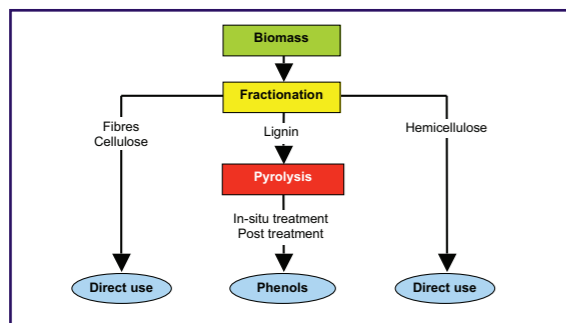 Biomass
Fractionation
Fibres
Cellulose
Lignin
Hemicellulose
Pyrolysis
In-situ treatment
Post treatment
Direct use
Phenols
Direct use